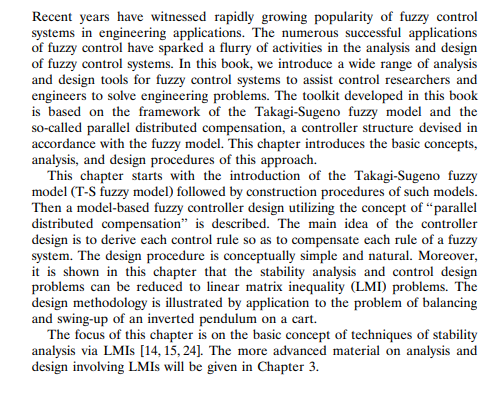 Recent years have witnessed rapidly growing popularity of fuzzy control
systems in engineering applications. The numerous successful applications
of fuzzy control have sparked a flurry of activities in the analysis and design
of fuzzy control systems. In this book, we introduce a wide range of analysis
and design tools for fuzzy control systems to assist control researchers and
engineers to solve engineering problems. The toolkit developed in this book
is based on the framework of the Takagi-Sugeno fuzzy model and the
so-called parallel distributed compensation, a controller structure devised in
accordance with the fuzzy model. This chapter introduces the basic concepts,
analysis, and design procedures of this approach.
This chapter starts with the introduction of the Takagi-Sugeno fuzzy
model (T-S fuzzy model) followed by construction procedures of such models.
Then a model-based fuzzy controller design utilizing the concept of “parallel
distributed compensation” is described. The main idea of the controller
design is to derive each control rule so as to compensate each rule of a fuzzy
system. The design procedure is conceptually simple and natural. Moreover,
it is shown in this chapter that the stability analysis and control design
problems can be reduced to linear matrix inequality (LMI) problems. The
design methodology is illustrated by application to the problem of balancing
and swing-up of an inverted pendulum on a cart.
The focus of this chapter is on the basic concept of techniques of stability
analysis via LMIs [14, 15, 24]. The more advanced material on analysis and
design involving LMIs will be given in Chapter 3.